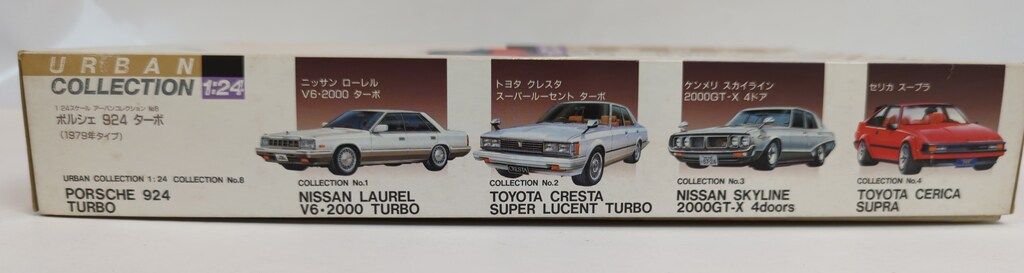 URBAN
COLLECTION 1:24
1:24スケール アーバンコレクション №8
ポルシェ 924 ターボ
(1979年タイプ)
URBAN COLLECTION 1:24 COLLECTION No.8
PORSCHE 924
TURBO
ニッサン ローレル
V6・2000 ターボ
COLLECTION No.1
NISSAN LAUREL
V6・2000 TURBO
トヨタ クレスタ
スーパールーセント ターボ
CRESTA
COLLECTION No.2
TOYOTA CRESTA
SUPER LUCENT TURBO
ケンメリ スカイライン
2000GT-X 4ドア
COLLECTION No.3
NISSAN SKYLINE
2000GT-X 4doors
セリカ スープラ
COLLECTION No.4
TOYOTA CERICA
SUPRA